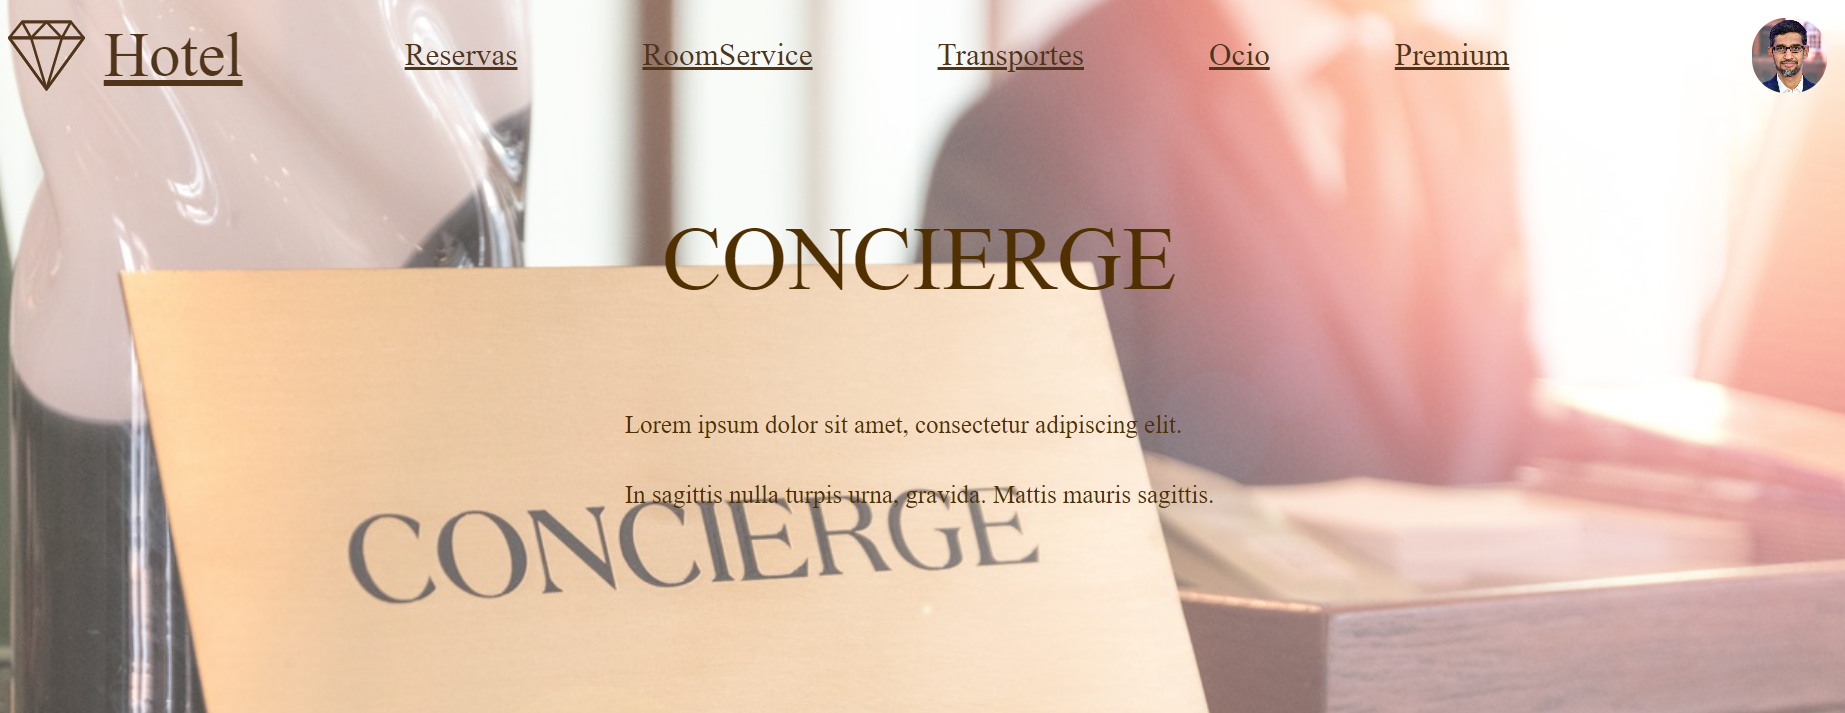 Hotel
Reservas
RoomService
Transportes
Ocio
Premium
CONCIERGE
Lorem ipsum dolor sit amet, consectetur adipiscing elit.
In sagittis nulla turpis urna, gravida. Mattis mauris sagittis.
CONCIERGE